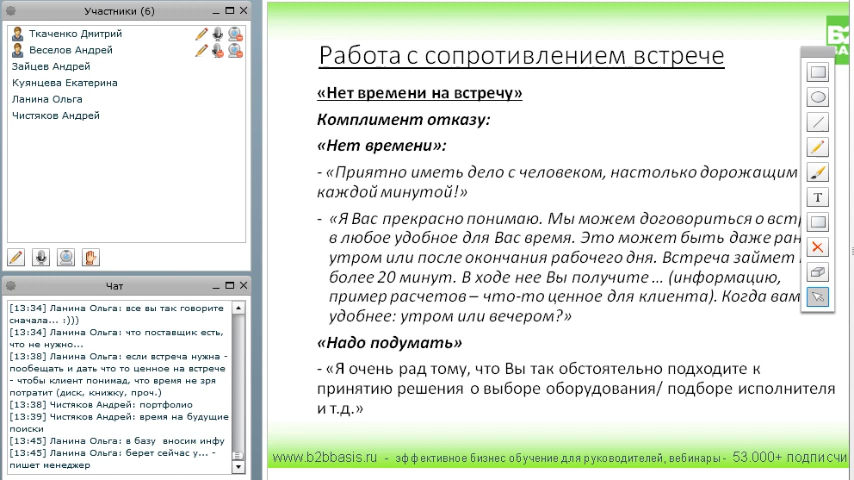 Участники (6)
Ткаченко Дмитрий
Веселов Андрей
Зайцев Андрей
Куянцева Екатерина
Ланина Ольга
Чистяков Андрей
Чат
[13:34] Ланина Ольга: все вы так говорите
сначала... :)))
[13:34] Ланина Ольга: что поставщик есть,
что не нужно...
[13:38] Ланина Ольга: если встреча нужна -
пообещать и дать что то ценное на встрече
- чтобы клиент понимад, что время не зря
потратит (диск, книжку, проч.)
[13:38] Чистяков Андрей: портфолио
[13:39] Чистяков Андрей: время на будущие
поиски
[13:45] Ланина Ольга: в базу вносим инфу
[13:45] Ланина Ольга: берет сейчас у... -
пишет менеджер
Работа с сопротивлением встрече
«Нет времени на встречу»
Комплимент отказу:
«Нет времени»:
- «Приятно иметь дело с человеком, настолько дорожащим
каждой минутой!»
- «Я Вас прекрасно понимаю. Мы можем договориться о
в любое удобное для Вас время. Это может быть даже
утром или после окончания рабочего дня. Встреча займет
более 20 минут. В ходе нее Вы получите ... (информацию,
пример расчетов – что-то ценное для клиента). Когда вам
удобнее: утром или вечером?»
«Надо подумать»
- «Я очень рад тому, что Вы так обстоятельно подходите к
принятию решения о выборе оборудования/ подборе исполнителя
и т.д.»
T
www.b2bbasis.ru - эффективное бизнес обучение для руководителей, вебинары - 53.000+ подписчи